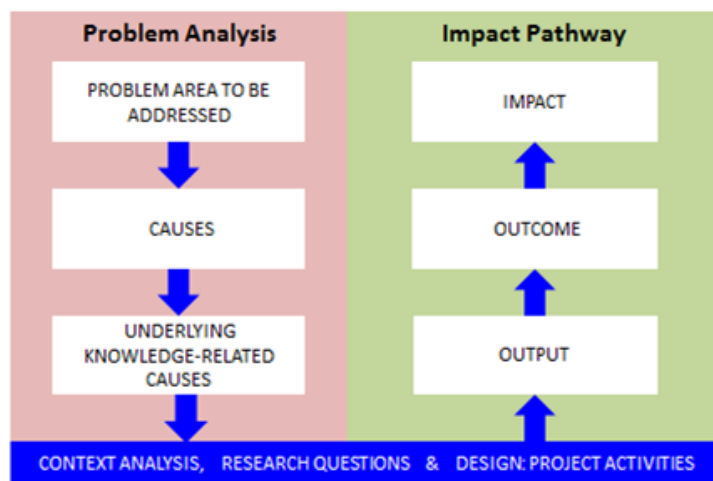 Problem Analysis
PROBLEM AREA TO BE
ADDRESSED
CAUSES
UNDERLYING
KNOWLEDGE-RELATED
CAUSES
Impact Pathway
IMPACT
OUTCOME
OUTPUT
CONTEXT ANALYSIS, RESEARCH QUESTIONS & DESIGN: PROJECT ACTIVITIES